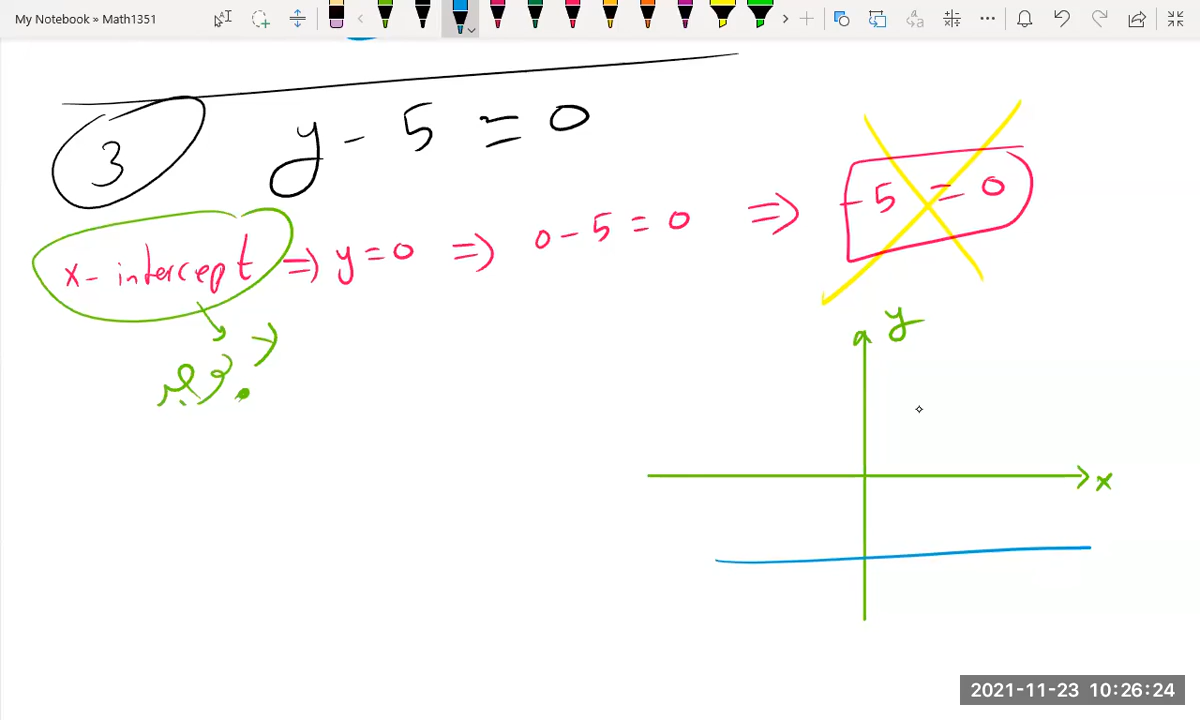 My Notebook » Math1351
3 y - 5 = 0
x- intercept ⇒ y=0 ⇒ 0-5=0 ⇒ -5=0
y
x
2021-11-23 10:26:24